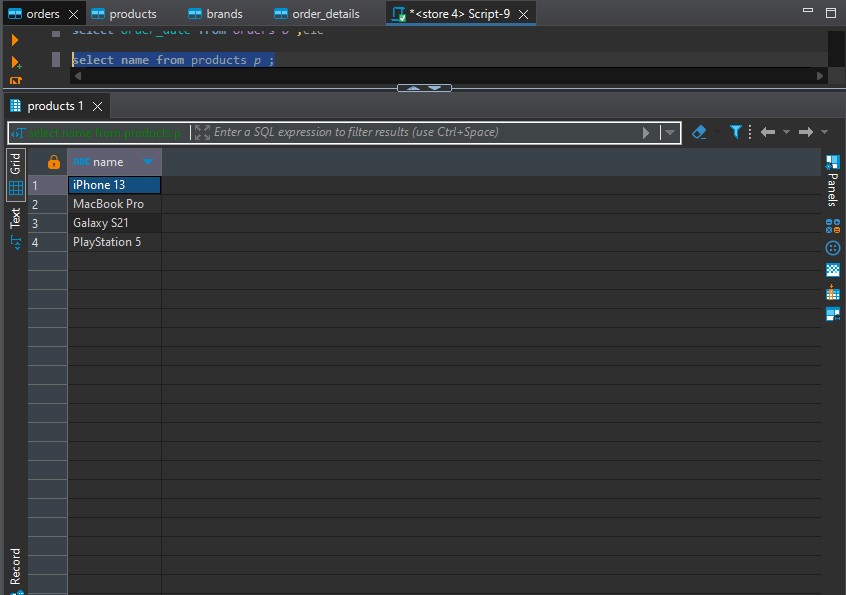 orders products brands order_details *<store 4> Script-9
select order_date from orders o ;ele
select name from products p ;
products 1
select name from products p Enter a SQL expression to filter results (use Ctrl+Space)
Grid
Text
Record
ABC name
1 iPhone 13
2 MacBook Pro
3 Galaxy S21
4 PlayStation 5
Panels